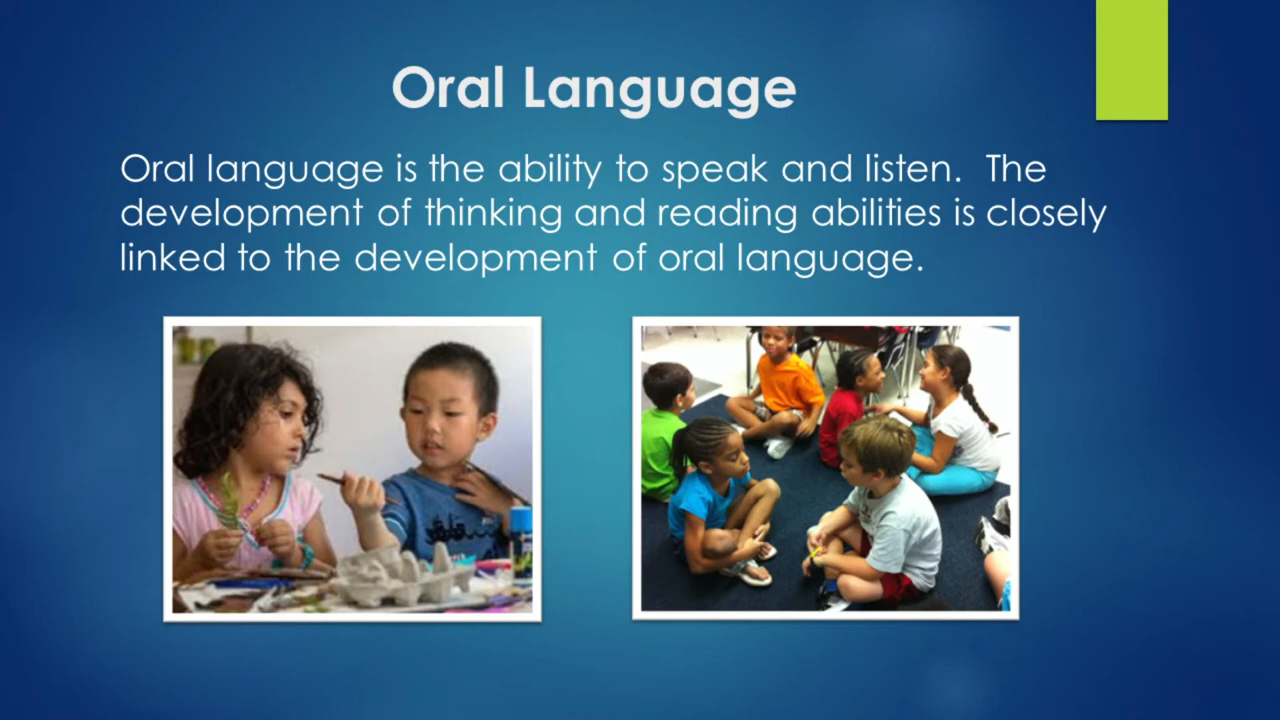 Oral Language
Oral language is the ability to speak and listen.  The
development of thinking and reading abilities is closely
linked to the development of oral language.